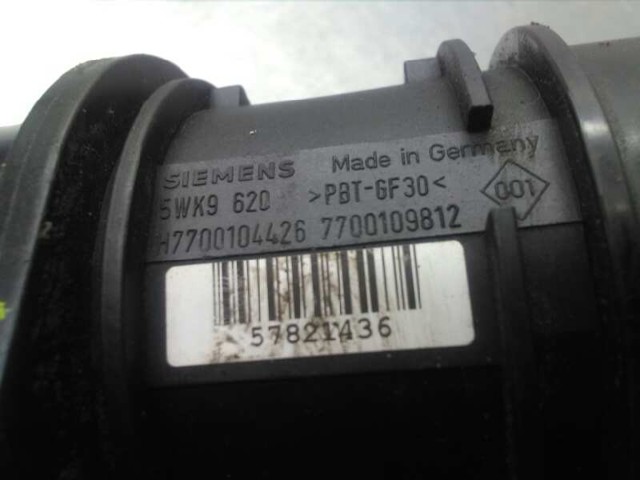 SIEMENS Made in Germany
5WK9 620 >PBT-GF30< 001
H7700104426 7700109812
57821436